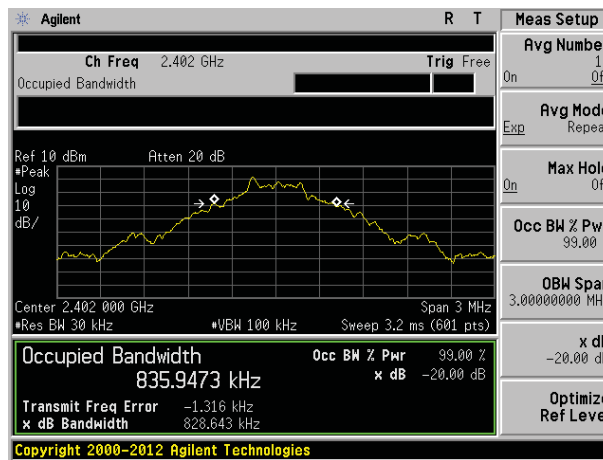 Agilent R T Meas Setup
Ch Freq 2.402 GHz Trig Free
Occupied Bandwidth
Ref 10 dBm Atten 20 dB
#Peak
Log
10
dB/
Center 2.402 000 GHz Span 3 MHz
#Res BW 30 kHz #VBW 100 kHz Sweep 3.2 ms (601 pts)
Occupied Bandwidth Occ BW % Pwr 99.00 %
835.9473 kHz x dB -20.00 dB
Transmit Freq Error -1.316 kHz
x dB Bandwidth 828.643 kHz
Copyright 2000-2012 Agilent Technologies
Avg Numbe
1
On Of
Avg Mod
Exp Repea
Max Hol
On Of
Occ BW % Pw
99.00
OBW Spa
3.00000000 MH
x d
-20.00 d
Optimiz
Ref Leve